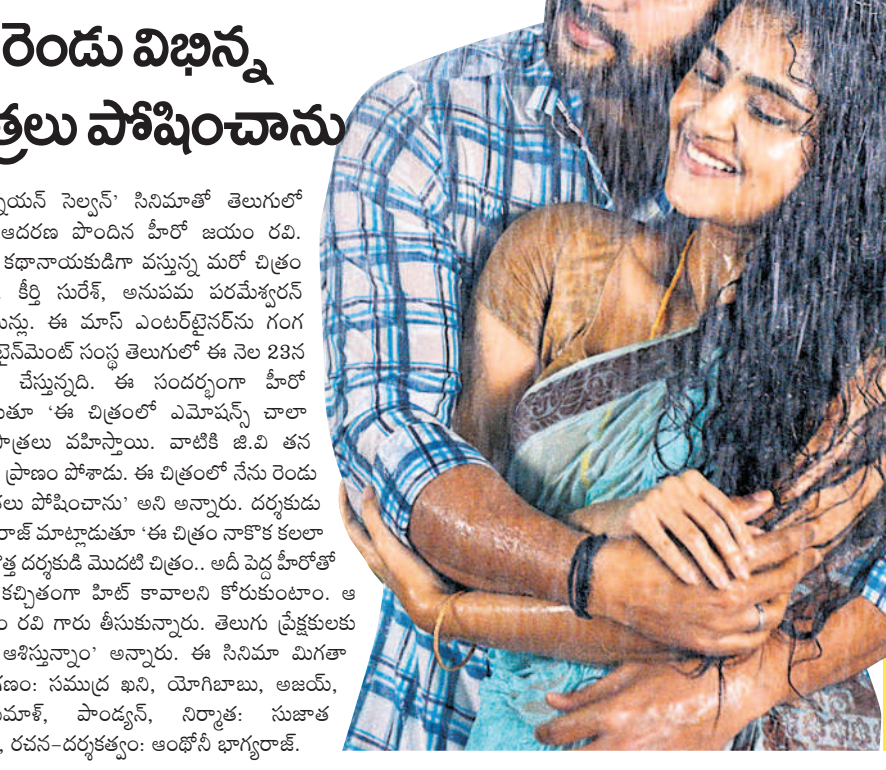 రెండు విభిన్న
త్రలు పోషించాను
న్నియన్ సెల్వన్' సినిమాతో తెలుగులో
ఆదరణ పొందిన హీరో జయం రవి.
కథానాయకుడిగా వస్తున్న మరో చిత్రం
కీర్తి సురేశ్, అనుపమ పరమేశ్వరన్
ఈ మాస్ ఎంటర్‌టైనర్‌ను గంగ
టైన్‌మెంట్ సంస్థ తెలుగులో ఈ నెల 23న
చేస్తున్నది. ఈ సందర్భంగా హీరో
తూ 'ఈ చిత్రంలో ఎమోషన్స్ చాలా
పాత్రలు వహిస్తాయి. వాటికి జి.వి తన
ప్రాణం పోశాడు. ఈ చిత్రంలో నేను రెండు
లు పోషించాను' అని అన్నారు. దర్శకుడు
రాజ్ మాట్లాడుతూ 'ఈ చిత్రం నాకొక కలలా
త్త దర్శకుడి మొదటి చిత్రం.. అదీ పెద్ద హీరోతో
కచ్చితంగా హిట్ కావాలని కోరుకుంటాం. ఆ
రవి గారు తీసుకున్నారు. తెలుగు ప్రేక్షకులకు
ఆశిస్తున్నాం' అన్నారు. ఈ సినిమా మిగతా
గణం: సముద్ర ఖని, యోగిబాబు, అజయ్,
మాళ్, పాండ్యన్, నిర్మాత: సుజాత
, రచన-దర్శకత్వం: ఆంథోనీ భాగ్యరాజ్.